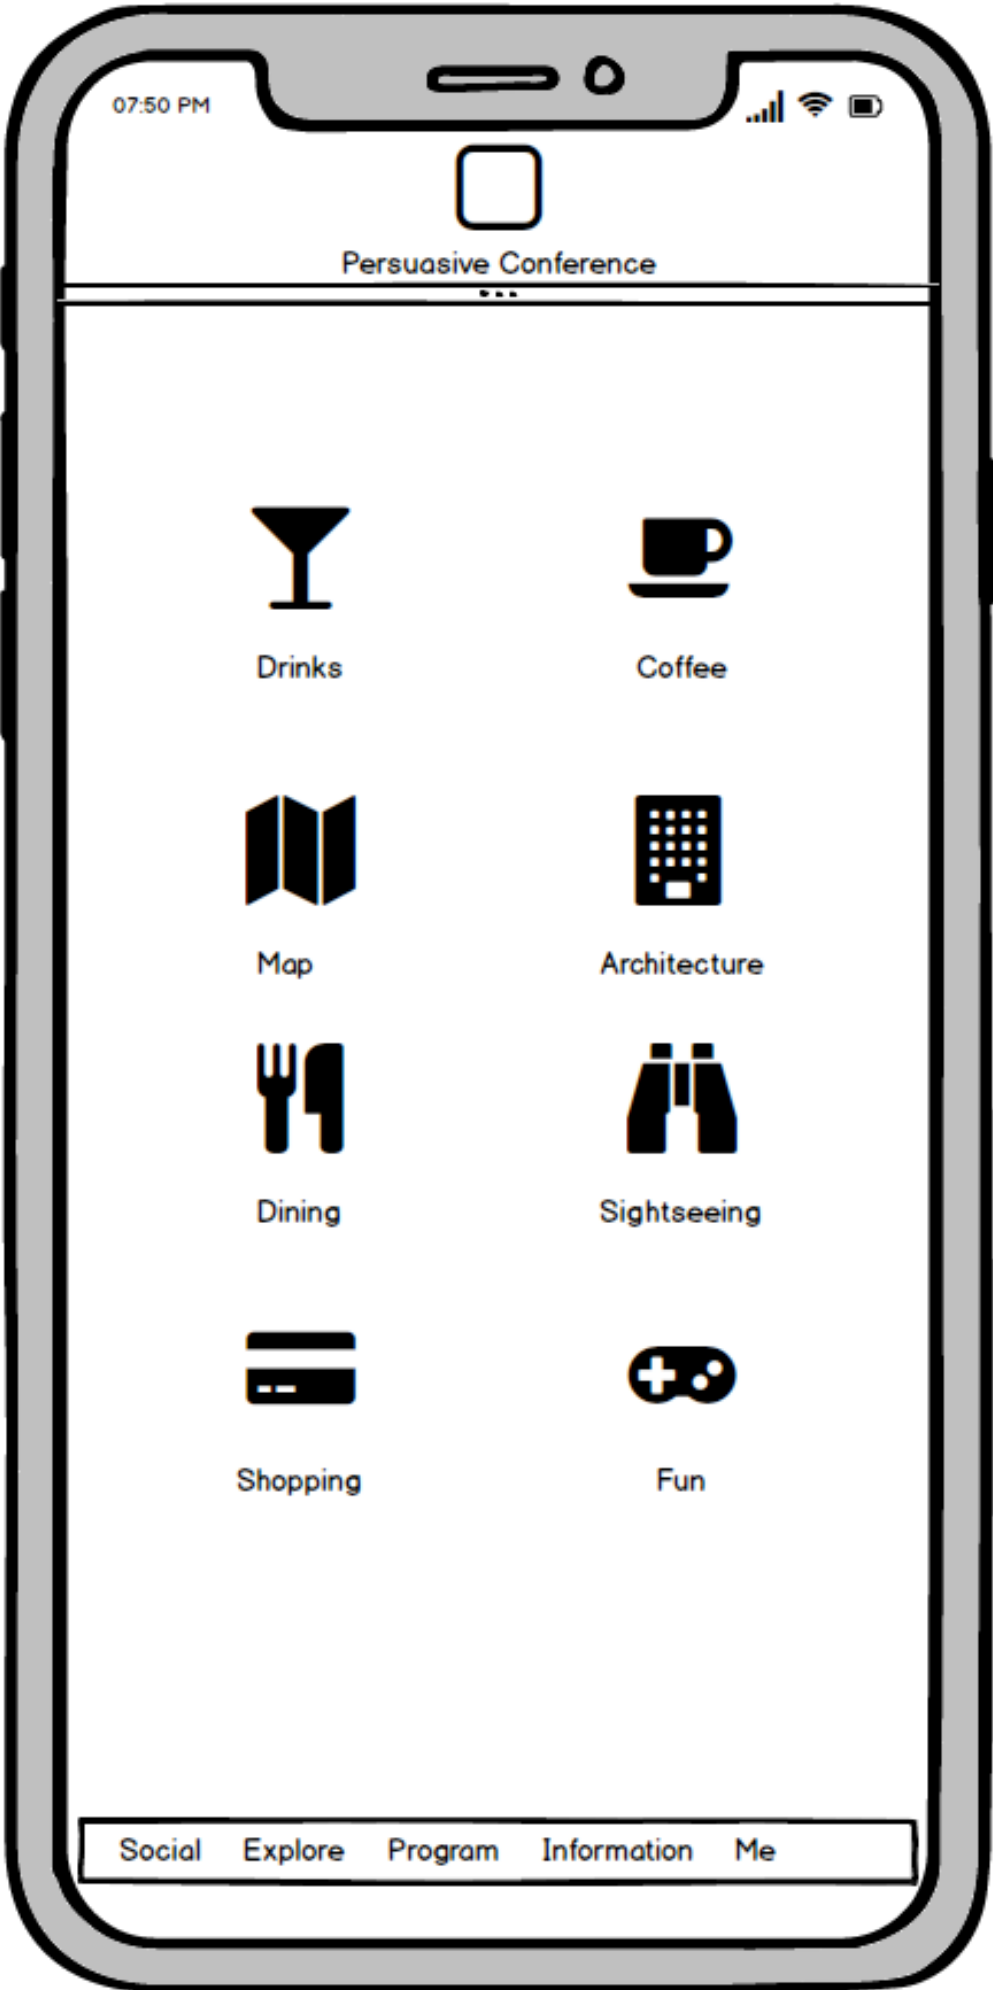 07:50 PM
Persuasive Conference
Drinks Coffee
Map Architecture
Dining Sightseeing
Shopping Fun
Social Explore Program Information Me